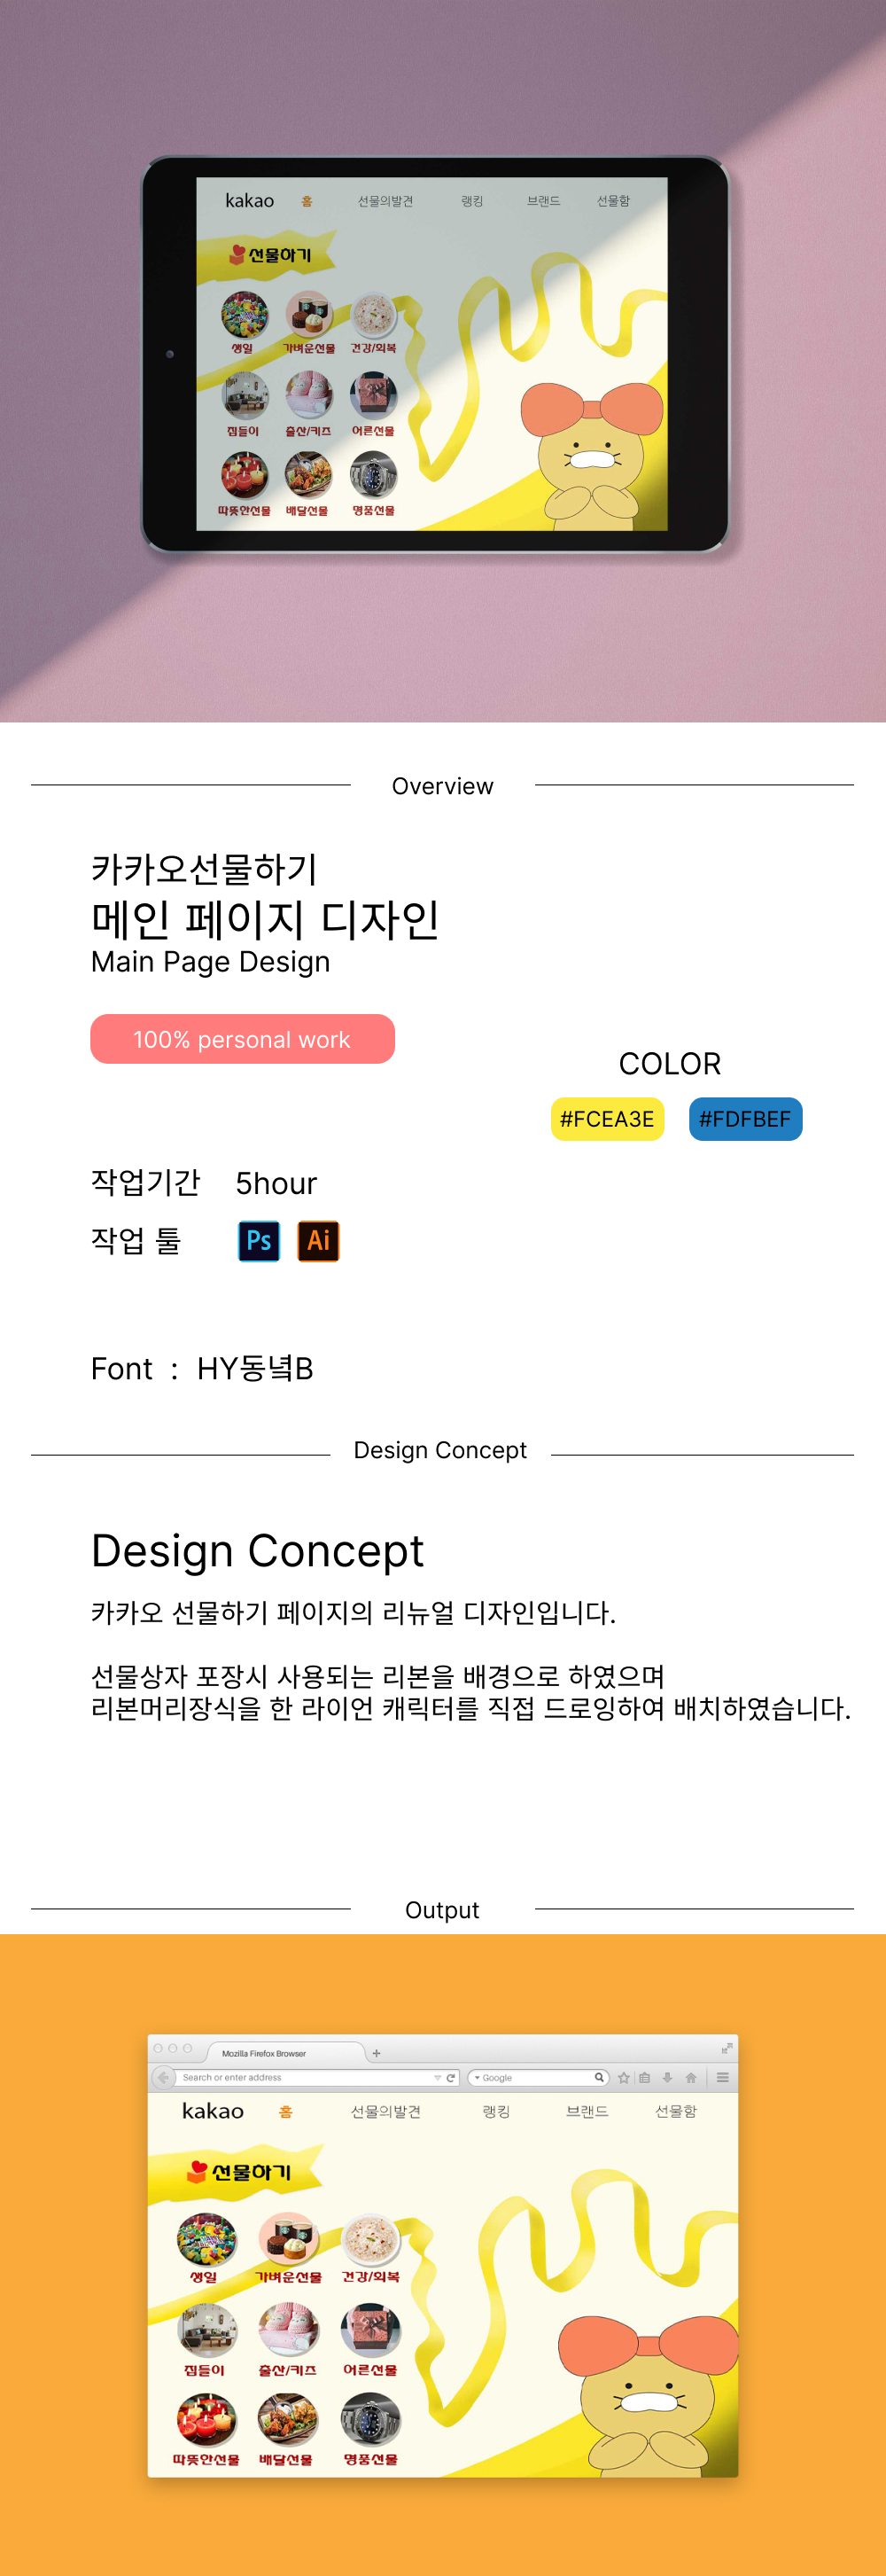 kakao 홈 선물의발견 랭킹 브랜드 선물함
선물하기
생일 가벼운선물 건강/회복
집들이 출산/키즈 어른선물
따뜻한선물 배달선물 명품선물
Overview
카카오선물하기
메인 페이지 디자인
Main Page Design
100% personal work
COLOR
#FCEA3E #FDFBEF
작업기간 5hour
작업 툴 Ps Ai
Font : HY동녘B
Design Concept
Design Concept
카카오 선물하기 페이지의 리뉴얼 디자인입니다.
선물상자 포장시 사용되는 리본을 배경으로 하였으며
리본머리장식을 한 라이언 캐릭터를 직접 드로잉하여 배치하였습니다.
Output
Mozilla Firefox Browser
Search or enter address Google
kakao 홈 선물의발견 랭킹 브랜드 선물함
선물하기
생일 가벼운선물 건강/회복
집들이 출산/키즈 어른선물
따뜻한선물 배달선물 명품선물